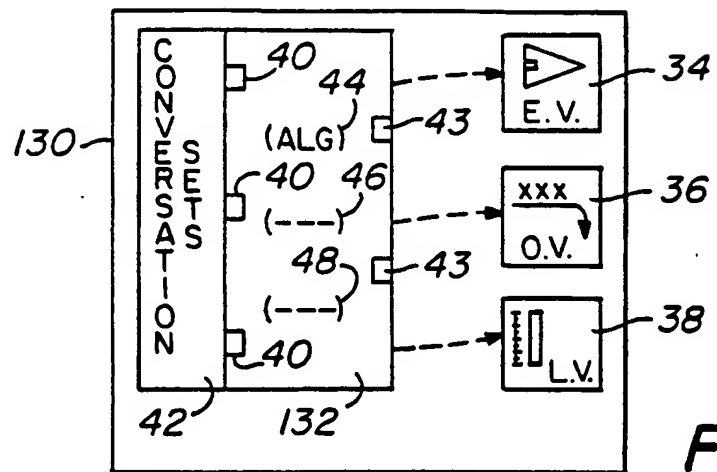 CONVERSATION
SETS
40
40
40
(ALG)
44
43
(---)
46
43
(---)
48
130
42
132
E.V.
34
XXX
O.V.
36
L.V.
38
F